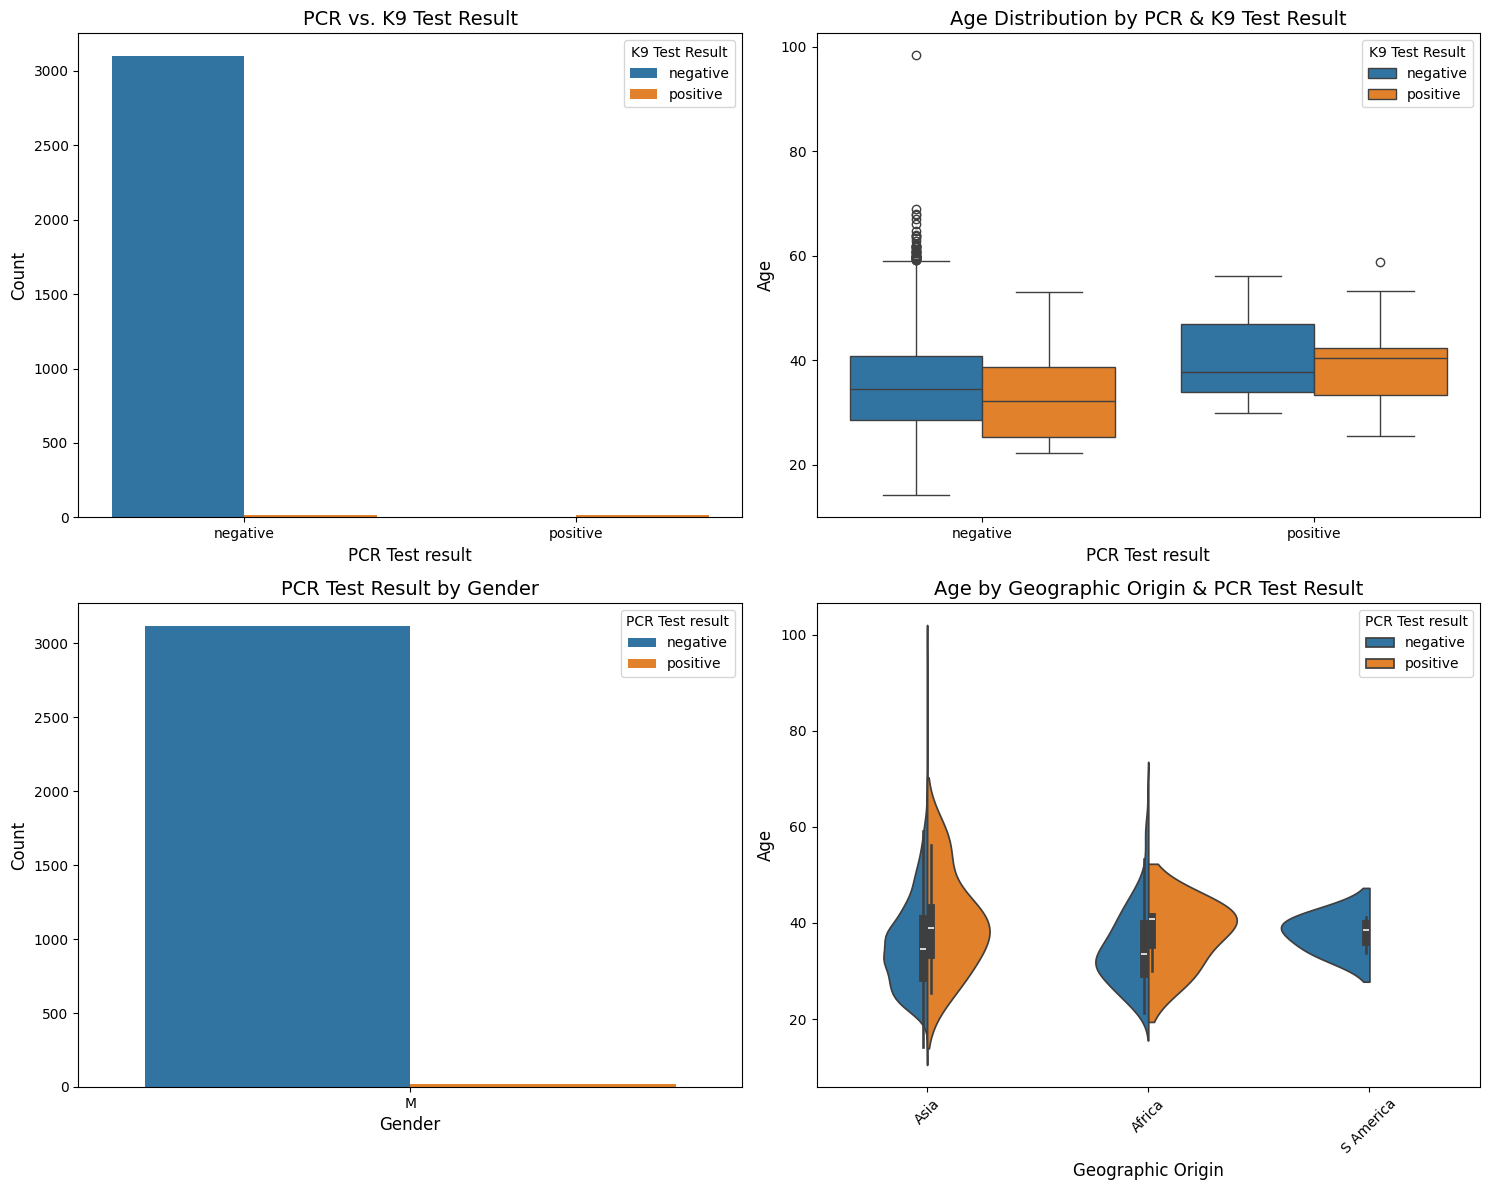 PCR vs. K9 Test Result
K9 Test Result
negative
positive
3000
2500
2000
1500
1000
500
0
Count
negative
positive
PCR Test result
Age Distribution by PCR & K9 Test Result
K9 Test Result
negative
positive
100
80
60
40
20
Age
negative
positive
PCR Test result
PCR Test Result by Gender
PCR Test result
negative
positive
3000
2500
2000
1500
1000
500
0
Count
M
Gender
Age by Geographic Origin & PCR Test Result
PCR Test result
negative
positive
100
80
60
40
20
Age
Asia
Africa
S America
Geographic Origin